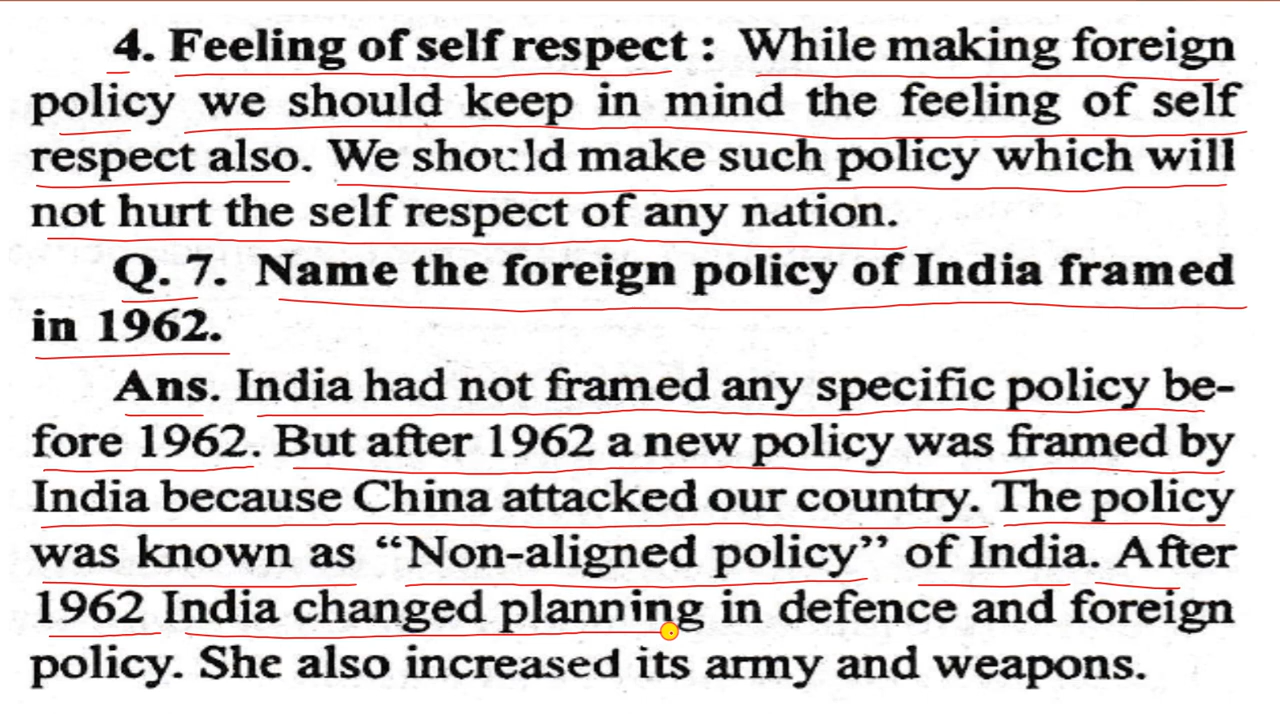 4. Feeling of self respect : While making foreign
policy we should keep in mind the feeling of self
respect also. We should make such policy which will
not hurt the self respect of any nation.
Q. 7. Name the foreign policy of India framed
in 1962.
Ans. India had not framed any specific policy be-
fore 1962. But after 1962 a new policy was framed by
India because China attacked our country. The policy
was known as “Non-aligned policy” of India. After
1962 India changed planning in defence and foreign
policy. She also increased its army and weapons.